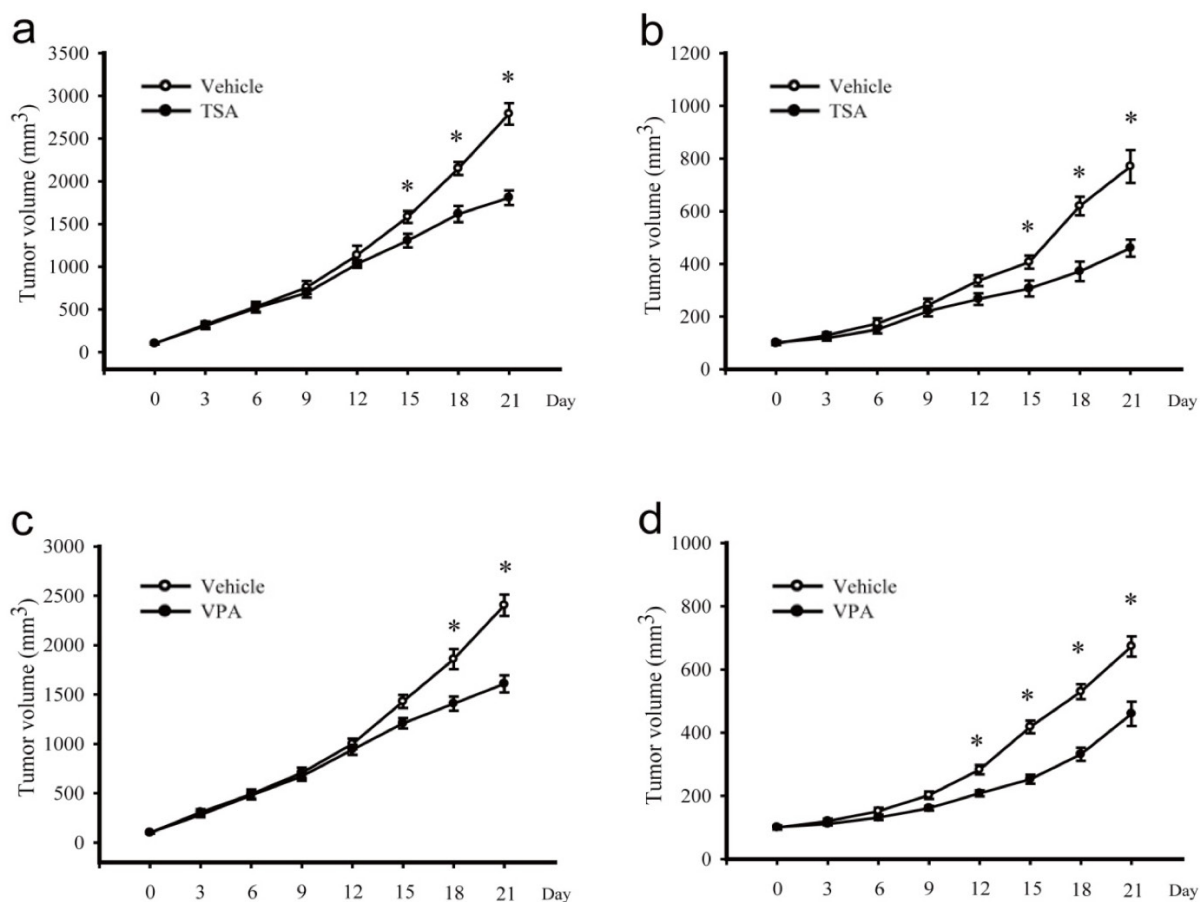 a
Tumor volume (mm³)
3500
3000
2500
2000
1500
1000
500
0
Vehicle
TSA
*
*
*
0 3 6 9 12 15 18 21 Day
b
Tumor volume (mm³)
1200
1000
800
600
400
200
0
Vehicle
TSA
*
*
*
0 3 6 9 12 15 18 21 Day
c
Tumor volume (mm³)
3000
2500
2000
1500
1000
500
0
Vehicle
VPA
*
*
0 3 6 9 12 15 18 21 Day
d
Tumor volume (mm³)
1000
800
600
400
200
0
Vehicle
VPA
*
*
*
*
0 3 6 9 12 15 18 21 Day